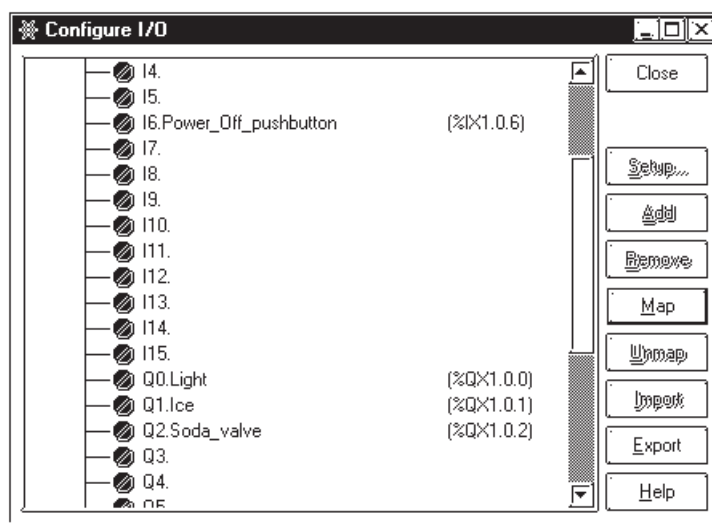 Configure I/O
I4.
I5.
I6.Power_Off_pushbutton (%IX1.0.6)
I7.
I8.
I9.
I10.
I11.
I12.
I13.
I14.
I15.
Q0.Light (%QX1.0.0)
Q1.Ice (%QX1.0.1)
Q2.Soda_valve (%QX1.0.2)
Q3.
Q4.
Q5.
Close
Setup...
Add
Remove
Map
Unmap
Import
Export
Help